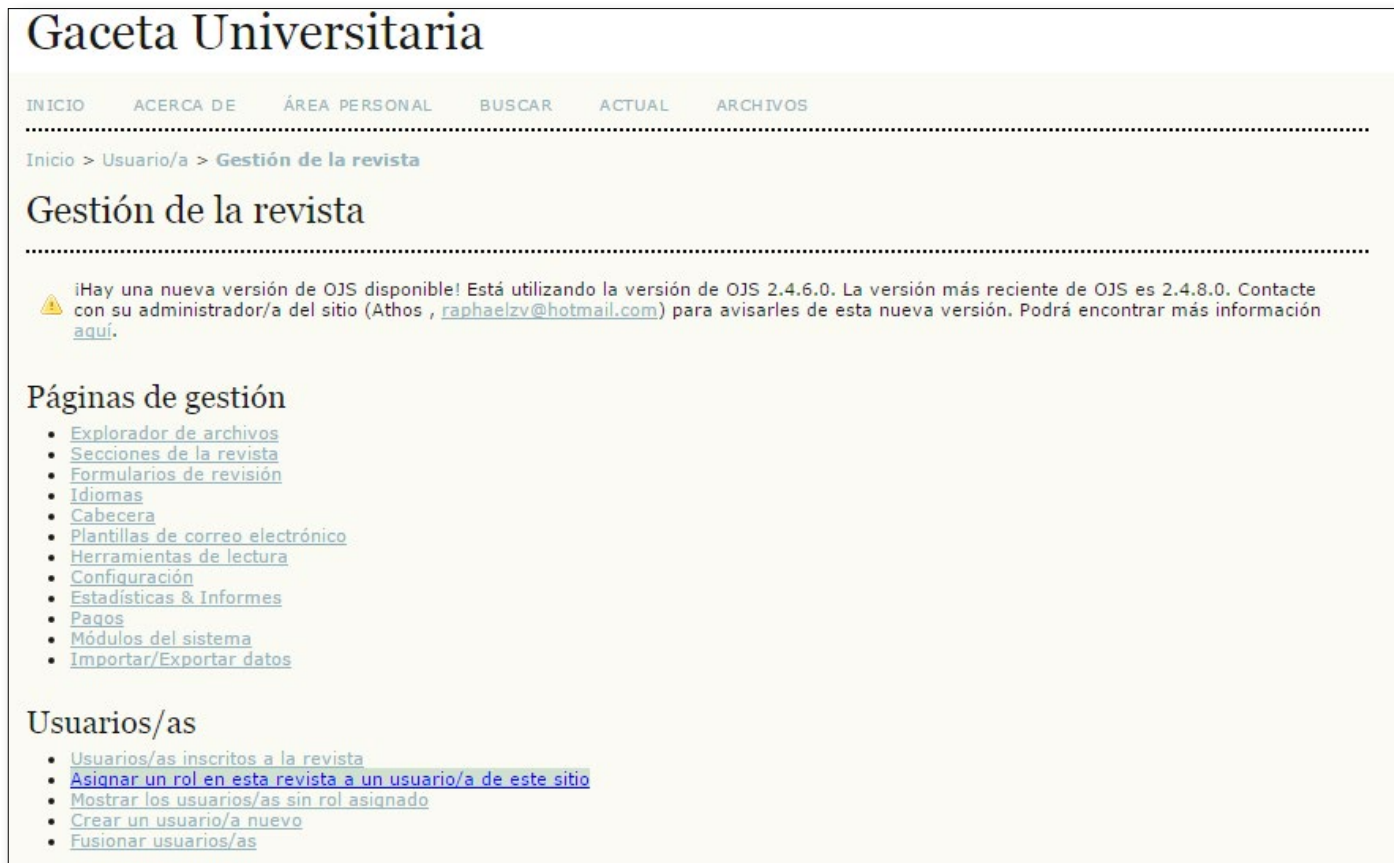 Gaceta Universitaria
INICIO ACERCA DE ÁREA PERSONAL BUSCAR ACTUAL ARCHIVOS
Inicio > Usuario/a > Gestión de la revista
Gestión de la revista
¡Hay una nueva versión de OJS disponible! Está utilizando la versión de OJS 2.4.6.0. La versión más reciente de OJS es 2.4.8.0. Contacte
con su administrador/a del sitio (Athos , raphaelzv@hotmail.com) para avisarles de esta nueva versión. Podrá encontrar más información
aquí.
Páginas de gestión
• Explorador de archivos
• Secciones de la revista
• Formularios de revisión
• Idiomas
• Cabecera
• Plantillas de correo electrónico
• Herramientas de lectura
• Configuración
• Estadísticas & Informes
• Pagos
• Módulos del sistema
• Importar/Exportar datos
Usuarios/as
• Usuarios/as inscritos a la revista
• Asignar un rol en esta revista a un usuario/a de este sitio
• Mostrar los usuarios/as sin rol asignado
• Crear un usuario/a nuevo
• Fusionar usuarios/as